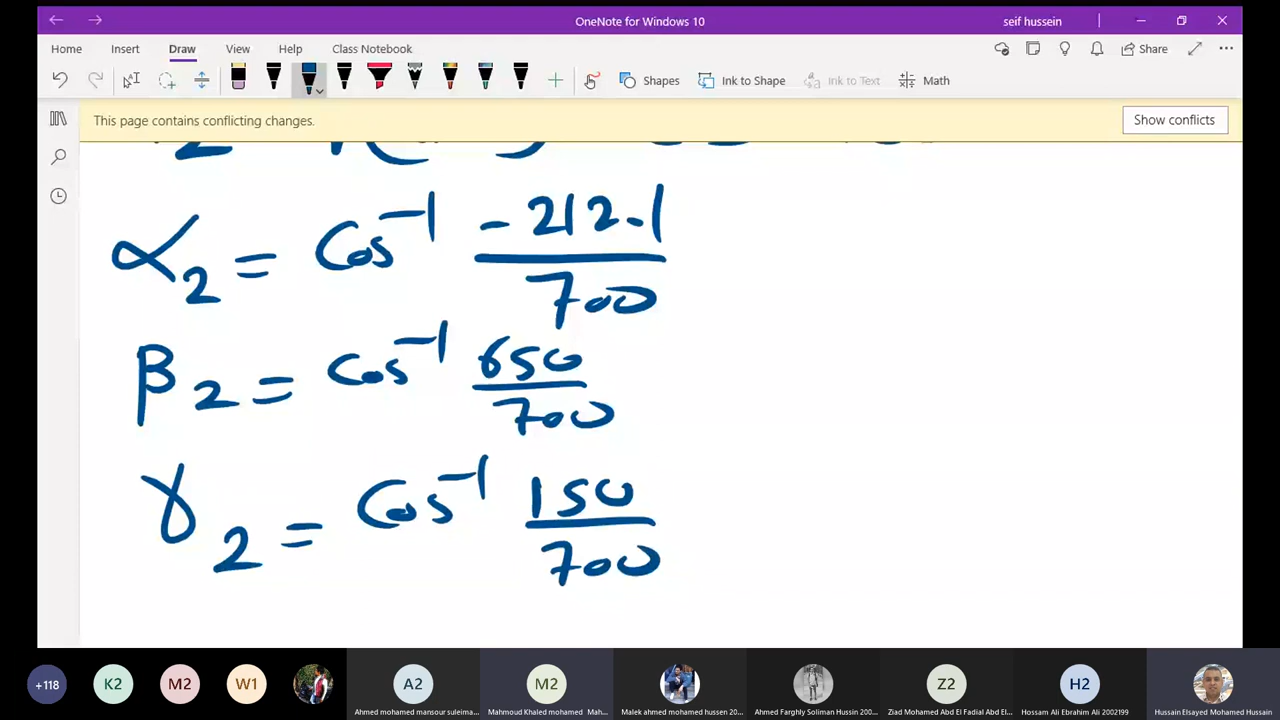 OneNote for Windows 10
seif hussein
Home Insert Draw View Help Class Notebook
Share
Shapes Ink to Shape Ink to Text Math
This page contains conflicting changes.
Show conflicts
α₂ = Cos⁻¹ -212.1/700
β₂ = cos⁻¹ 650/700
γ₂ = Cos⁻¹ 150/700
+118 K2 M2 W1 A2 M2 Z2 H2
Ahmed mohamed mansour suleima... Mahmoud Khaled mohamed Mah... Malek ahmed mohamed hussen 20... Ahmed Farghly Soliman Hussin 200... Ziad Mohamed Abd El Fadial Abd El... Hossam Ali Ebrahim Ali 2002199 Hussain Elsayed Mohamed Hussain